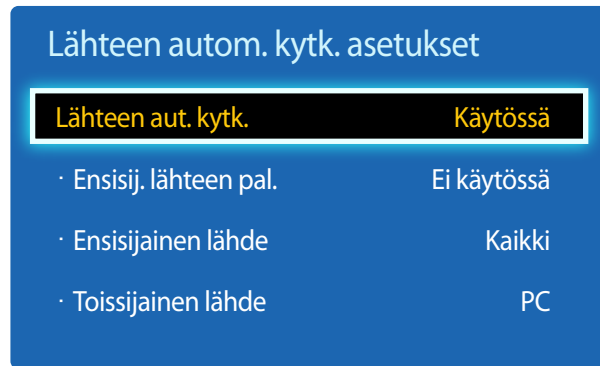 Lähteen autom. kytk. asetukset
Lähteen aut. kytk. Käytössä
· Ensisij. lähteen pal. Ei käytössä
· Ensisijainen lähde Kaikki
· Toissijainen lähde PC